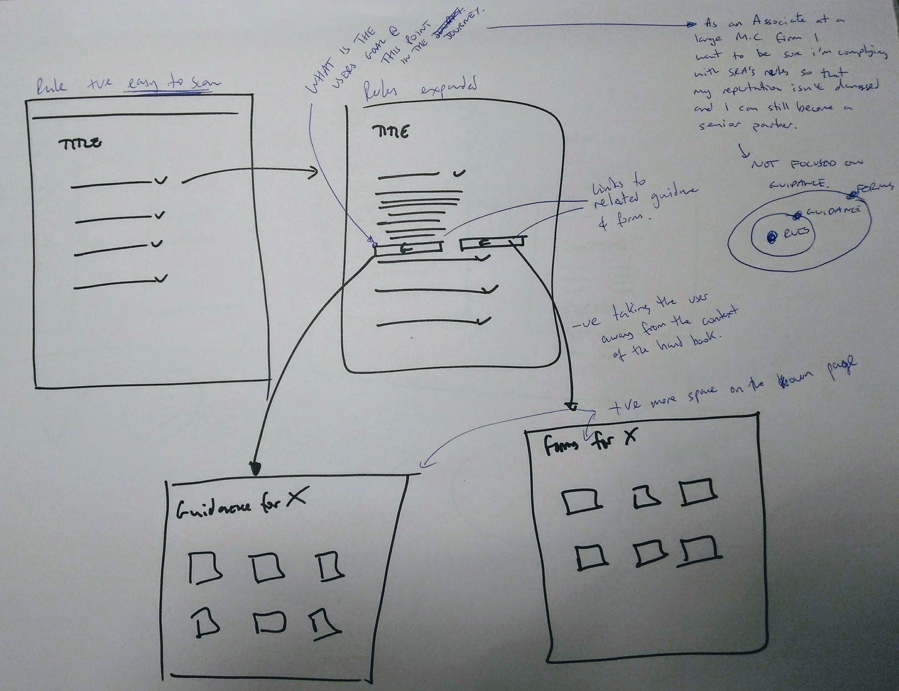 Rule +ve easy to scan
TITLE
WHAT IS THE
USERS GOAL @
THIS POINT
IN THE
JOURNEY.
Rules expanded
TITLE
Links to
related guidance
& form.
As an Associate at a
large M.C firm I
want to be sure i'm complying
with SRA's rules so that
my reputation isn't damaged
and I can still become a
senior partner.
NOT FOCUSED ON
GUIDANCE.
FORMS
GUIDANCE
RULES
-ve taking the user
away from the context
of the hand book.
+ve more space on the page
Guidance for X
Forms for X